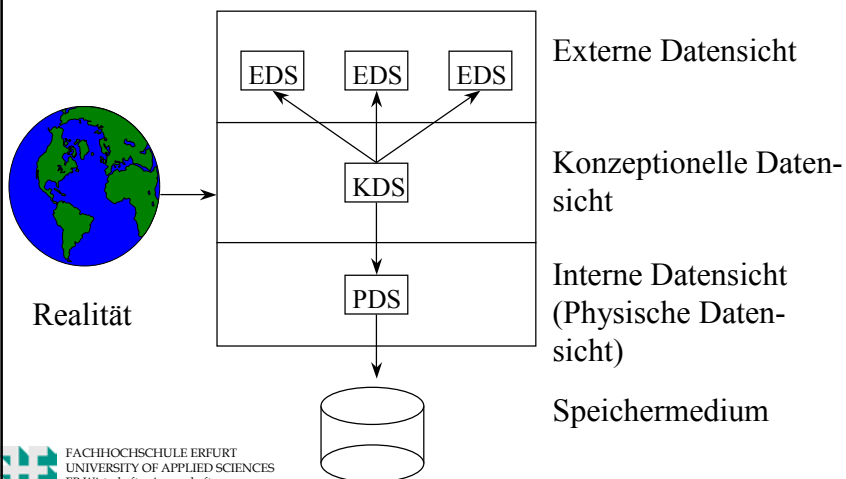 EDS EDS EDS
Externe Datensicht
KDS
Konzeptionelle Daten-
sicht
PDS
Interne Datensicht
(Physische Daten-
sicht)
Realität
Speichermedium
FACHHOCHSCHULE ERFURT
UNIVERSITY OF APPLIED SCIENCES